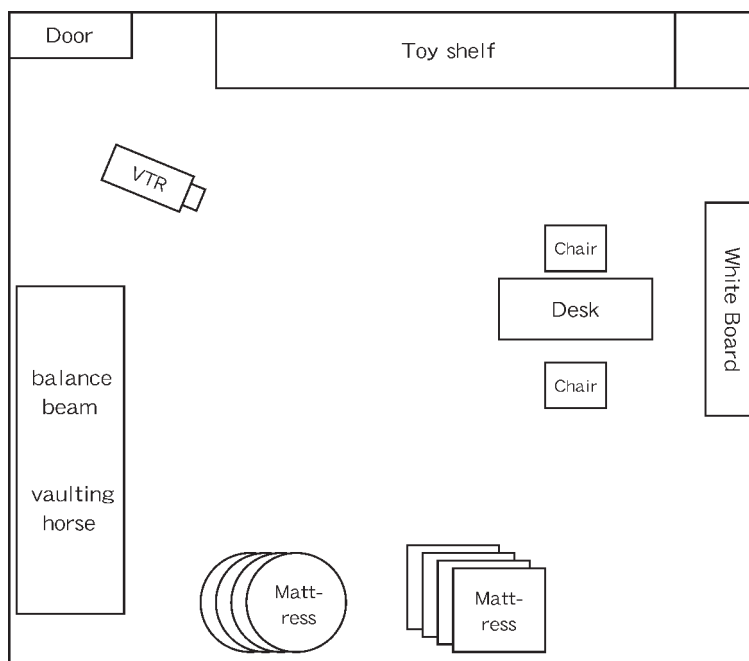 Door
Toy shelf
VTR
Chair
Desk
Chair
White Board
balance
beam
vaulting
horse
Matt-
ress
Matt-
ress